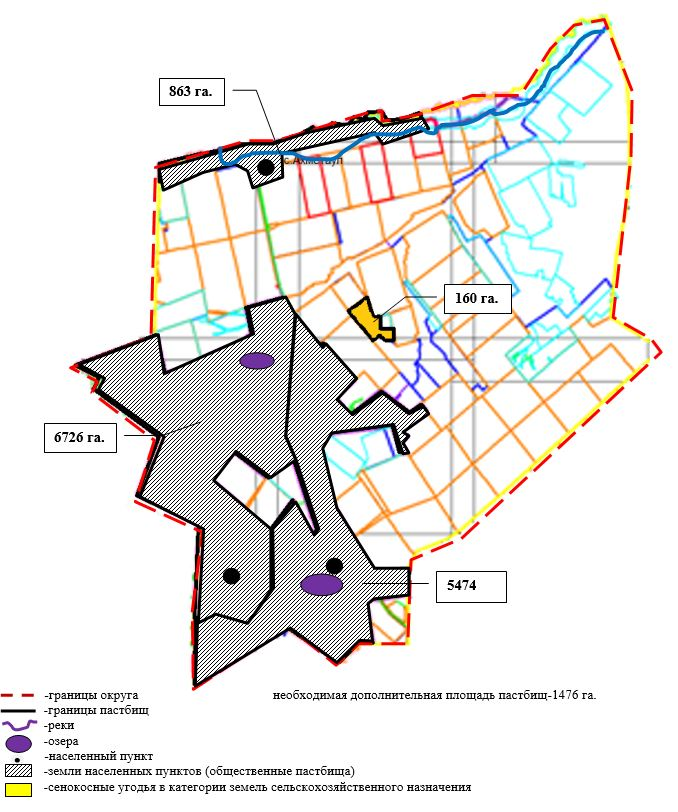 863 га.
с Ахметаул
160 га.
6726 га.
5474
-границы округа
необходимая дополнительная площадь пастбищ-1476 га.
-границы пастбищ
-реки
-озера
-населенный пункт
-земли населенных пунктов (общественные пастбища)
-сенокосные угодья в категории земель сельскохозяйственного назначения